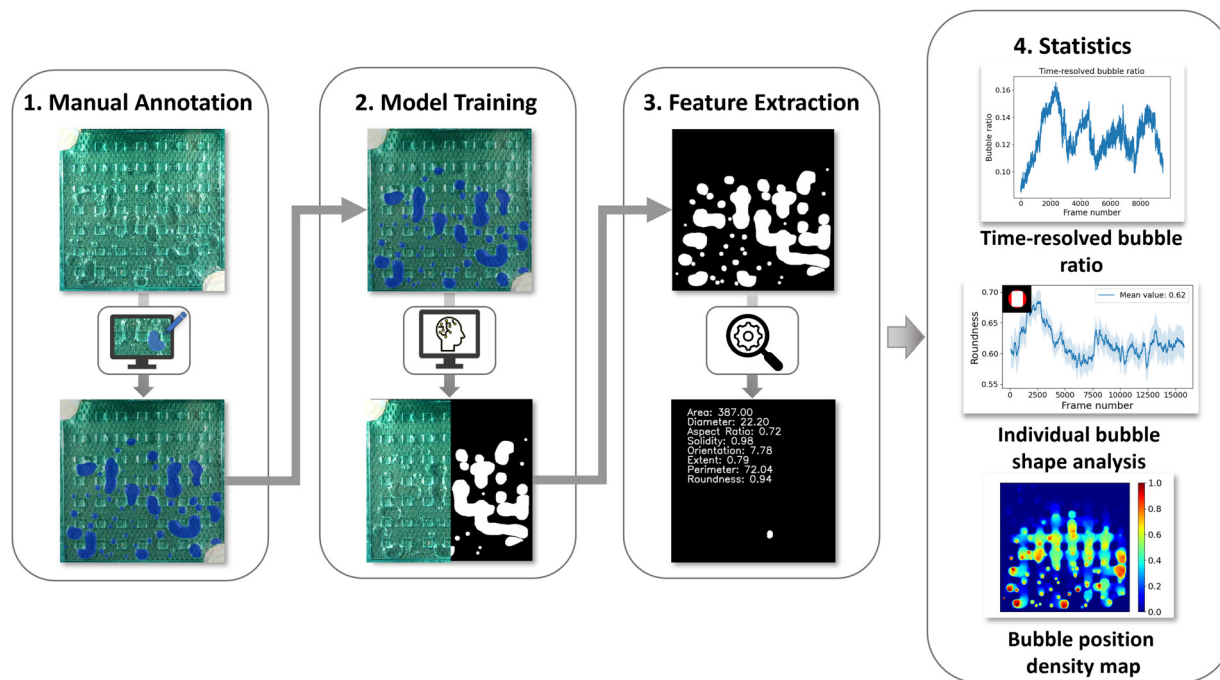 1. Manual Annotation
2. Model Training
3. Feature Extraction
Area: 387.00
Diameter: 22.20
Aspect Ratio: 0.72
Solidity: 0.98
Orientation: 7.78
Extent: 0.79
Perimeter: 72.04
Roundness: 0.94
4. Statistics
Time-resolved bubble ratio
0.16
0.14
0.12
0.10
Bubble ratio
0 2000 4000 6000 8000
Frame number
Time-resolved bubble
ratio
0.70
0.65
0.60
0.55
Roundness
Mean value: 0.62
0 2500 5000 7500 10000 12500 15000
Frame number
Individual bubble
shape analysis
1.0
0.8
0.6
0.4
0.2
0.0
Bubble position
density map